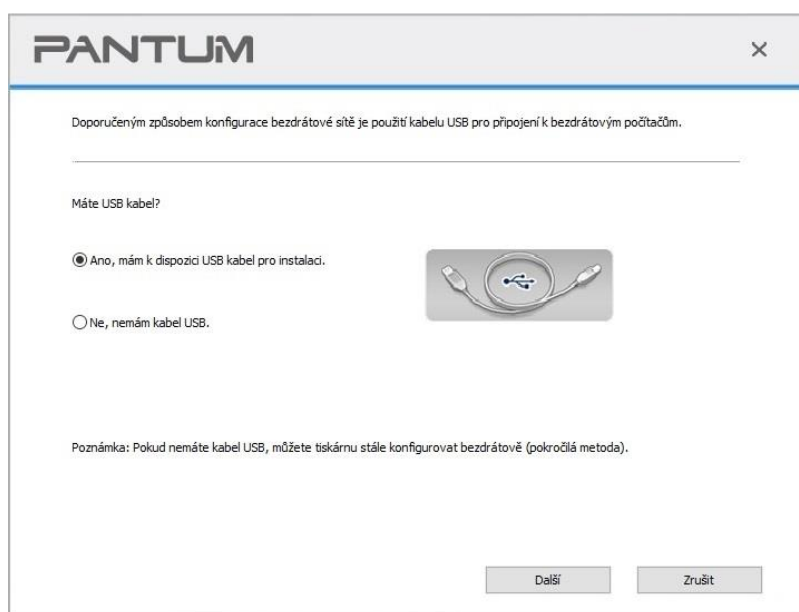 PANTUM
Doporučeným způsobem konfigurace bezdrátové sítě je použití kabelu USB pro připojení k bezdrátovým počítačům.
Máte USB kabel?
Ano, mám k dispozici USB kabel pro instalaci.
Ne, nemám kabel USB.
Poznámka: Pokud nemáte kabel USB, můžete tiskárnu stále konfigurovat bezdrátově (pokročilá metoda).
Další
Zrušit